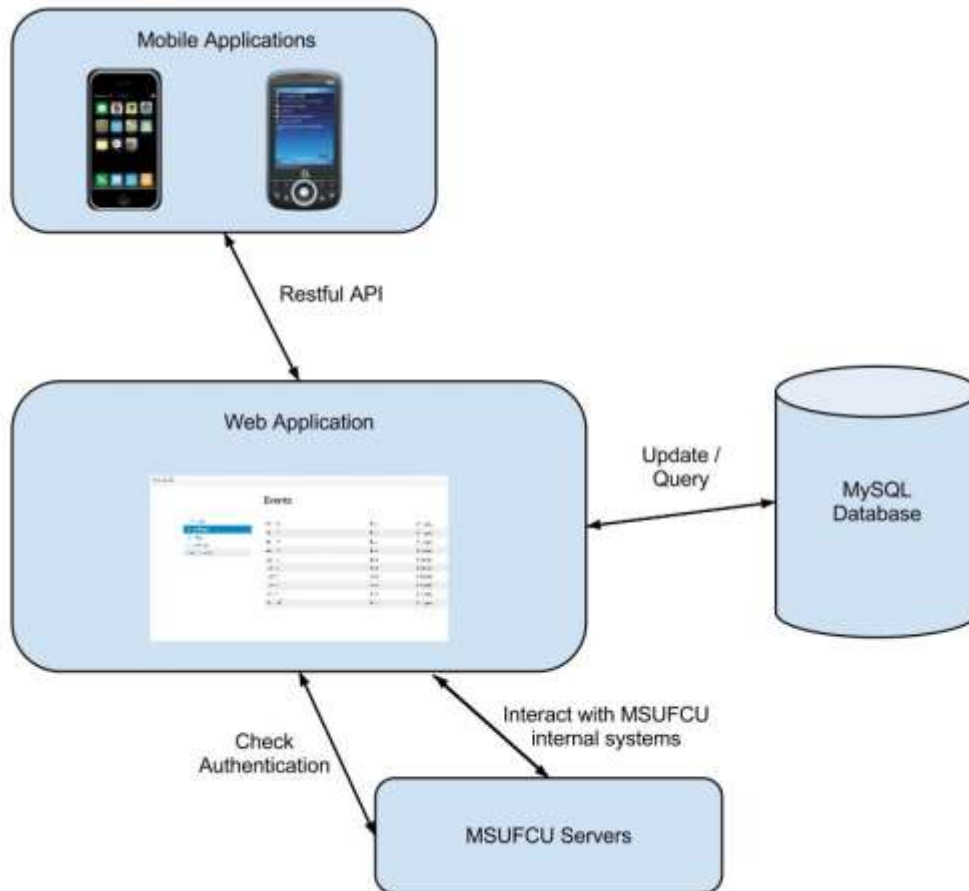 Mobile Applications
Restful API
Web Application
Events
Update /
Query
MySQL
Database
Check
Authentication
Interact with MSUFCU
internal systems
MSUFCU Servers